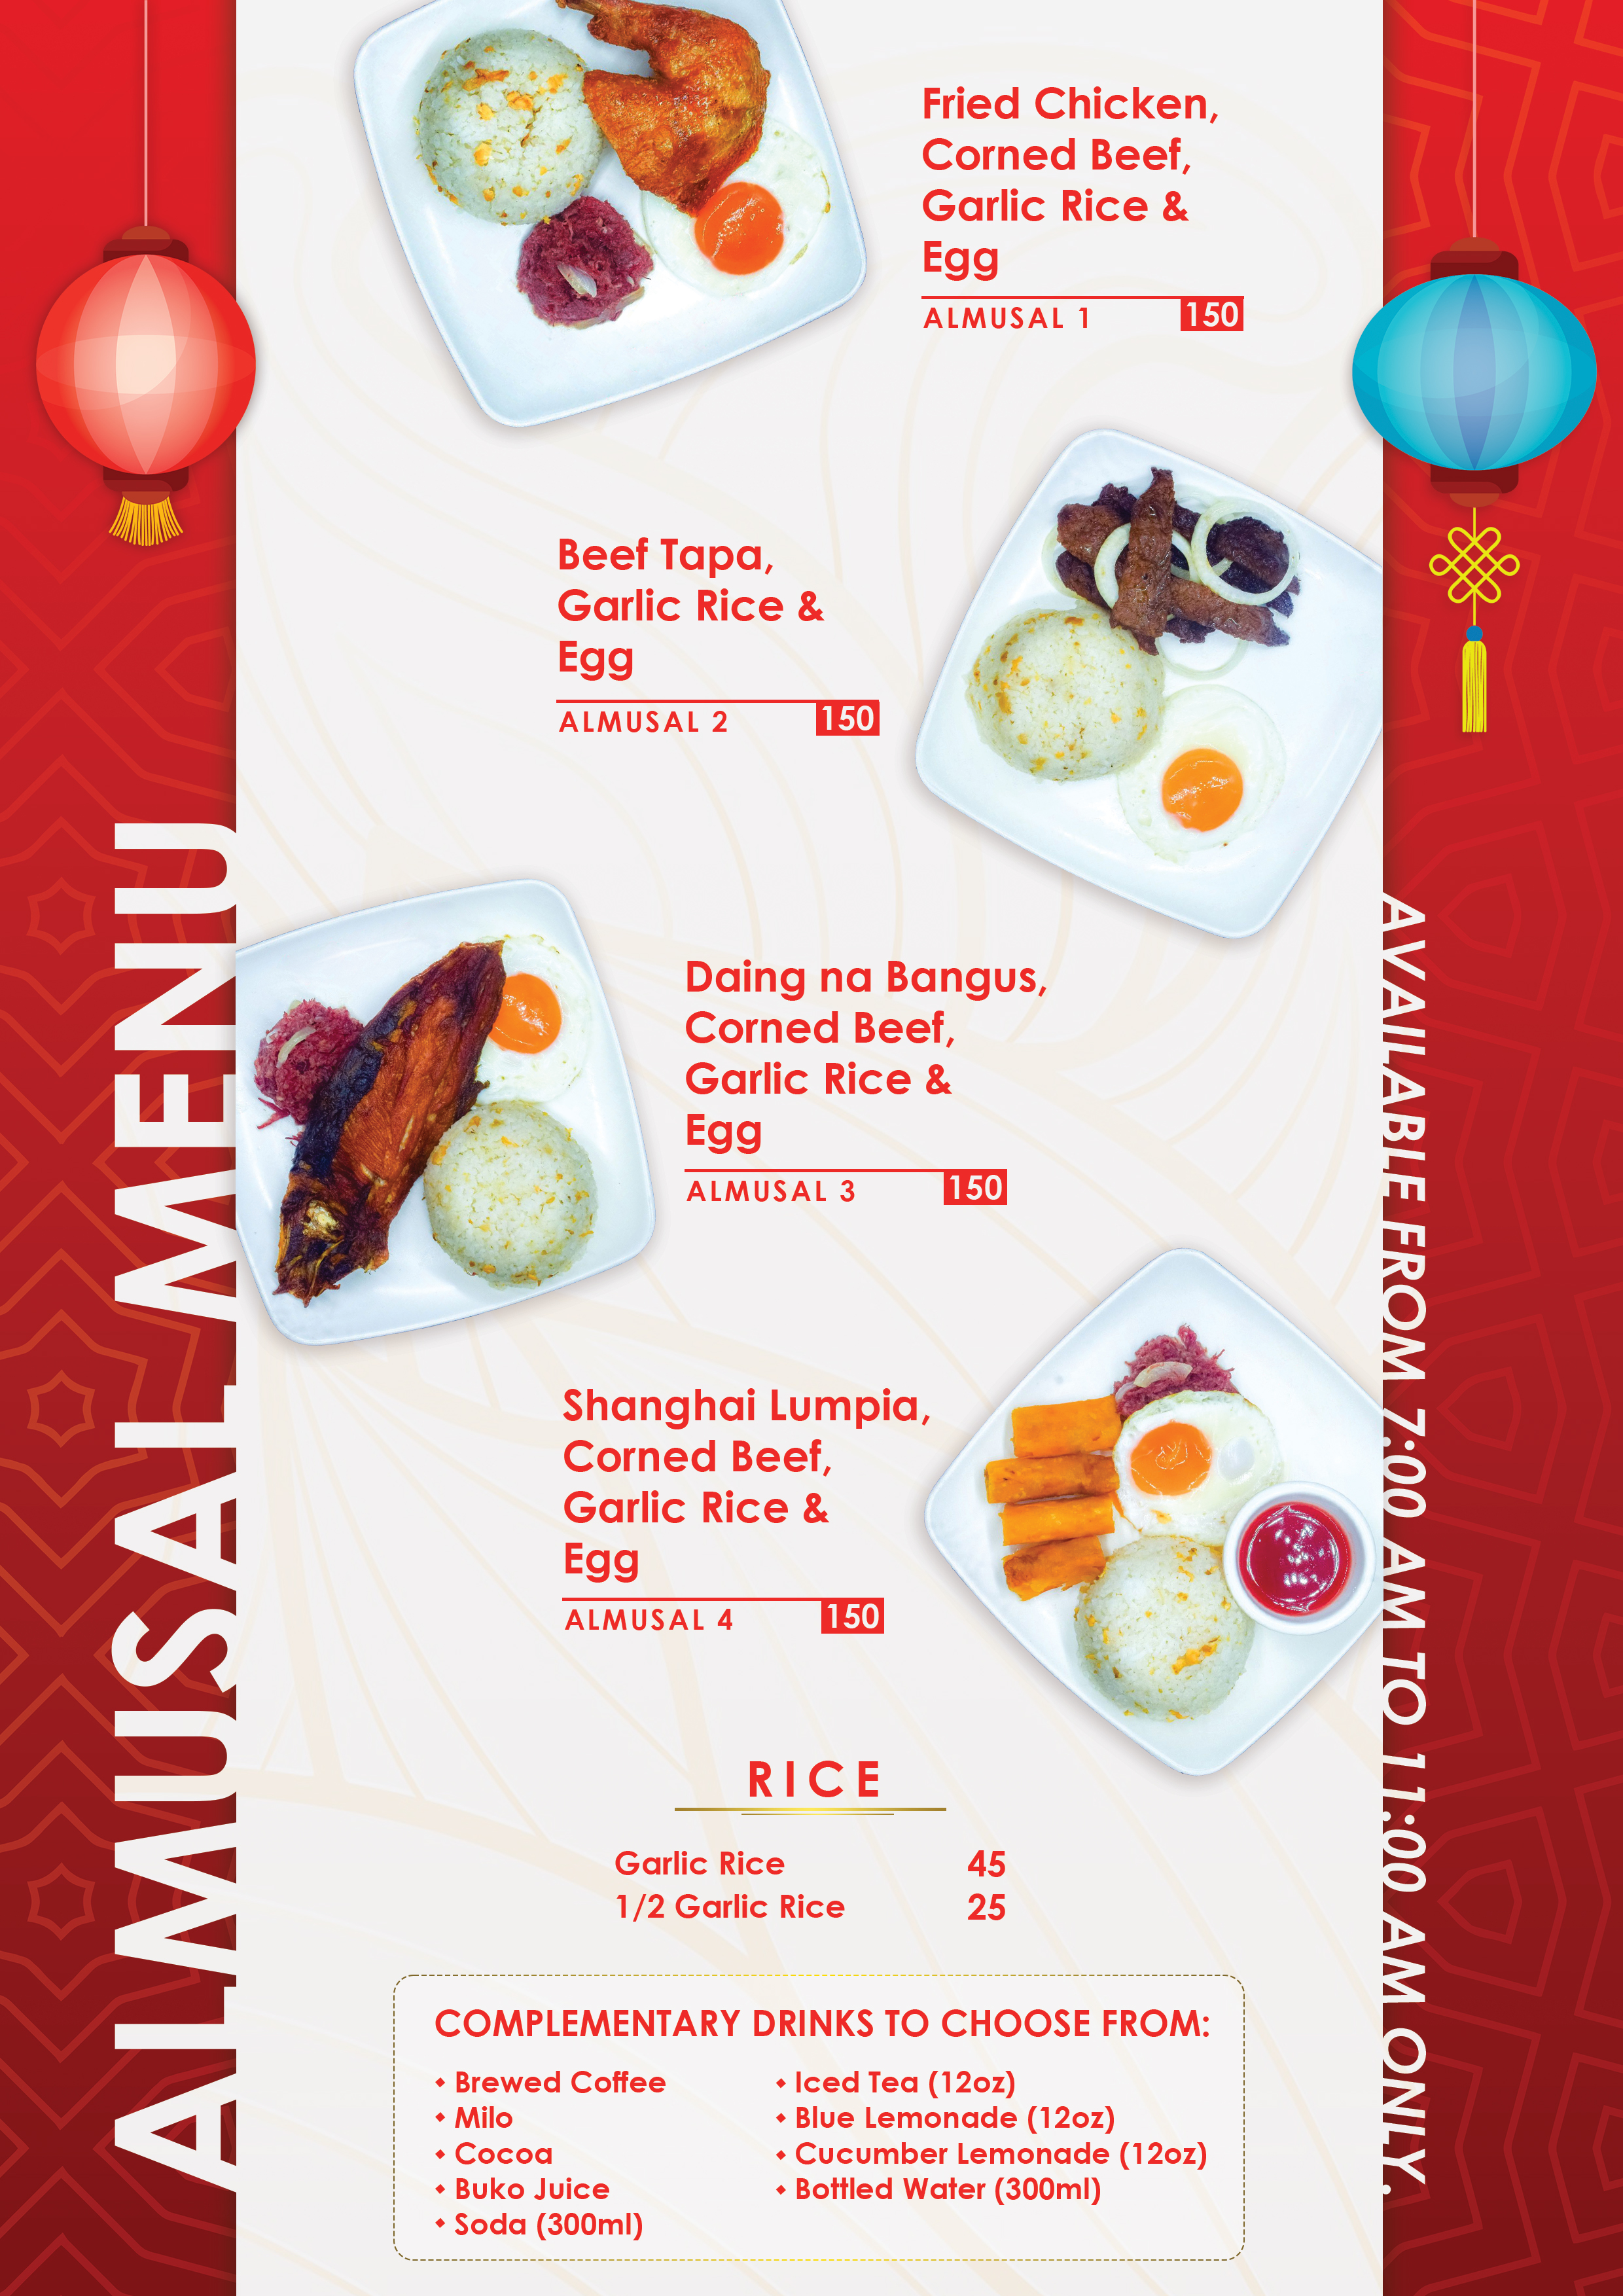 Fried Chicken,
Corned Beef,
Garlic Rice &
Egg
ALMUSAL 1 150
Beef Tapa,
Garlic Rice &
Egg
ALMUSAL 2 150
Daing na Bangus,
Corned Beef,
Garlic Rice &
Egg
ALMUSAL 3 150
Shanghai Lumpia,
Corned Beef,
Garlic Rice &
Egg
ALMUSAL 4 150
RICE
Garlic Rice 45
1/2 Garlic Rice 25
COMPLEMENTARY DRINKS TO CHOOSE FROM:
Brewed Coffee
Milo
Cocoa
Buko Juice
Soda (300ml)
Iced Tea (12oz)
Blue Lemonade (12oz)
Cucumber Lemonade (12oz)
Bottled Water (300ml)
ALMUSAL MENU
AVAILABLE FROM 7:00 AM TO 11:00 AM ONLY.